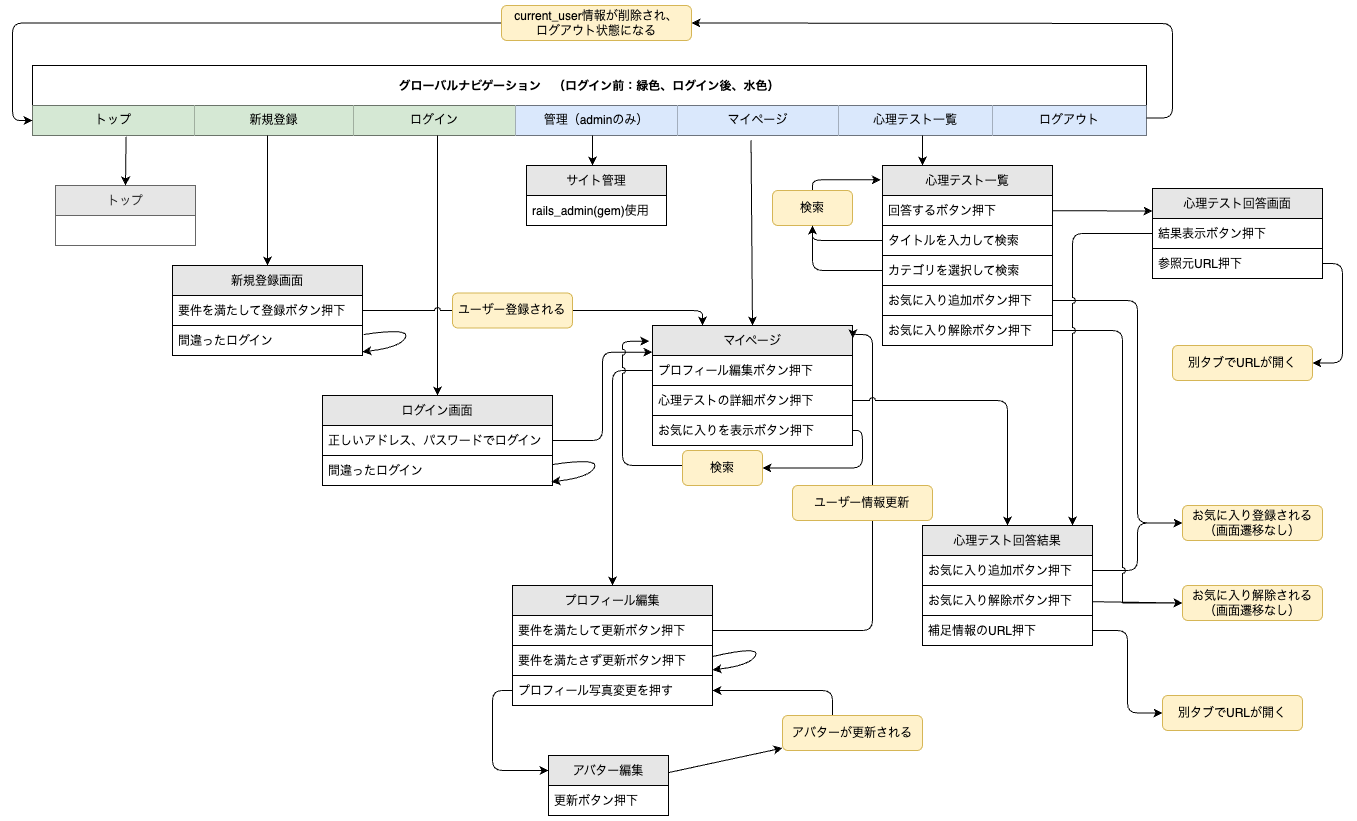 current_user情報が削除され、
ログアウト状態になる
グローバルナビゲーション　（ログイン前：緑色、ログイン後、水色）
トップ
新規登録
ログイン
管理（adminのみ）
マイページ
心理テスト一覧
ログアウト
トップ
サイト管理
rails_admin(gem)使用
心理テスト一覧
回答するボタン押下
タイトルを入力して検索
カテゴリを選択して検索
お気に入り追加ボタン押下
お気に入り解除ボタン押下
検索
心理テスト回答画面
結果表示ボタン押下
参照元URL押下
別タブでURLが開く
新規登録画面
要件を満たして登録ボタン押下
間違ったログイン
ユーザー登録される
マイページ
プロフィール編集ボタン押下
心理テストの詳細ボタン押下
お気に入りを表示ボタン押下
検索
ログイン画面
正しいアドレス、パスワードでログイン
間違ったログイン
ユーザー情報更新
お気に入り登録される
（画面遷移なし）
心理テスト回答結果
お気に入り追加ボタン押下
お気に入り解除ボタン押下
補足情報のURL押下
お気に入り解除される
（画面遷移なし）
プロフィール編集
要件を満たして更新ボタン押下
要件を満たさず更新ボタン押下
プロフィール写真変更を押す
別タブでURLが開く
アバターが更新される
アバター編集
更新ボタン押下